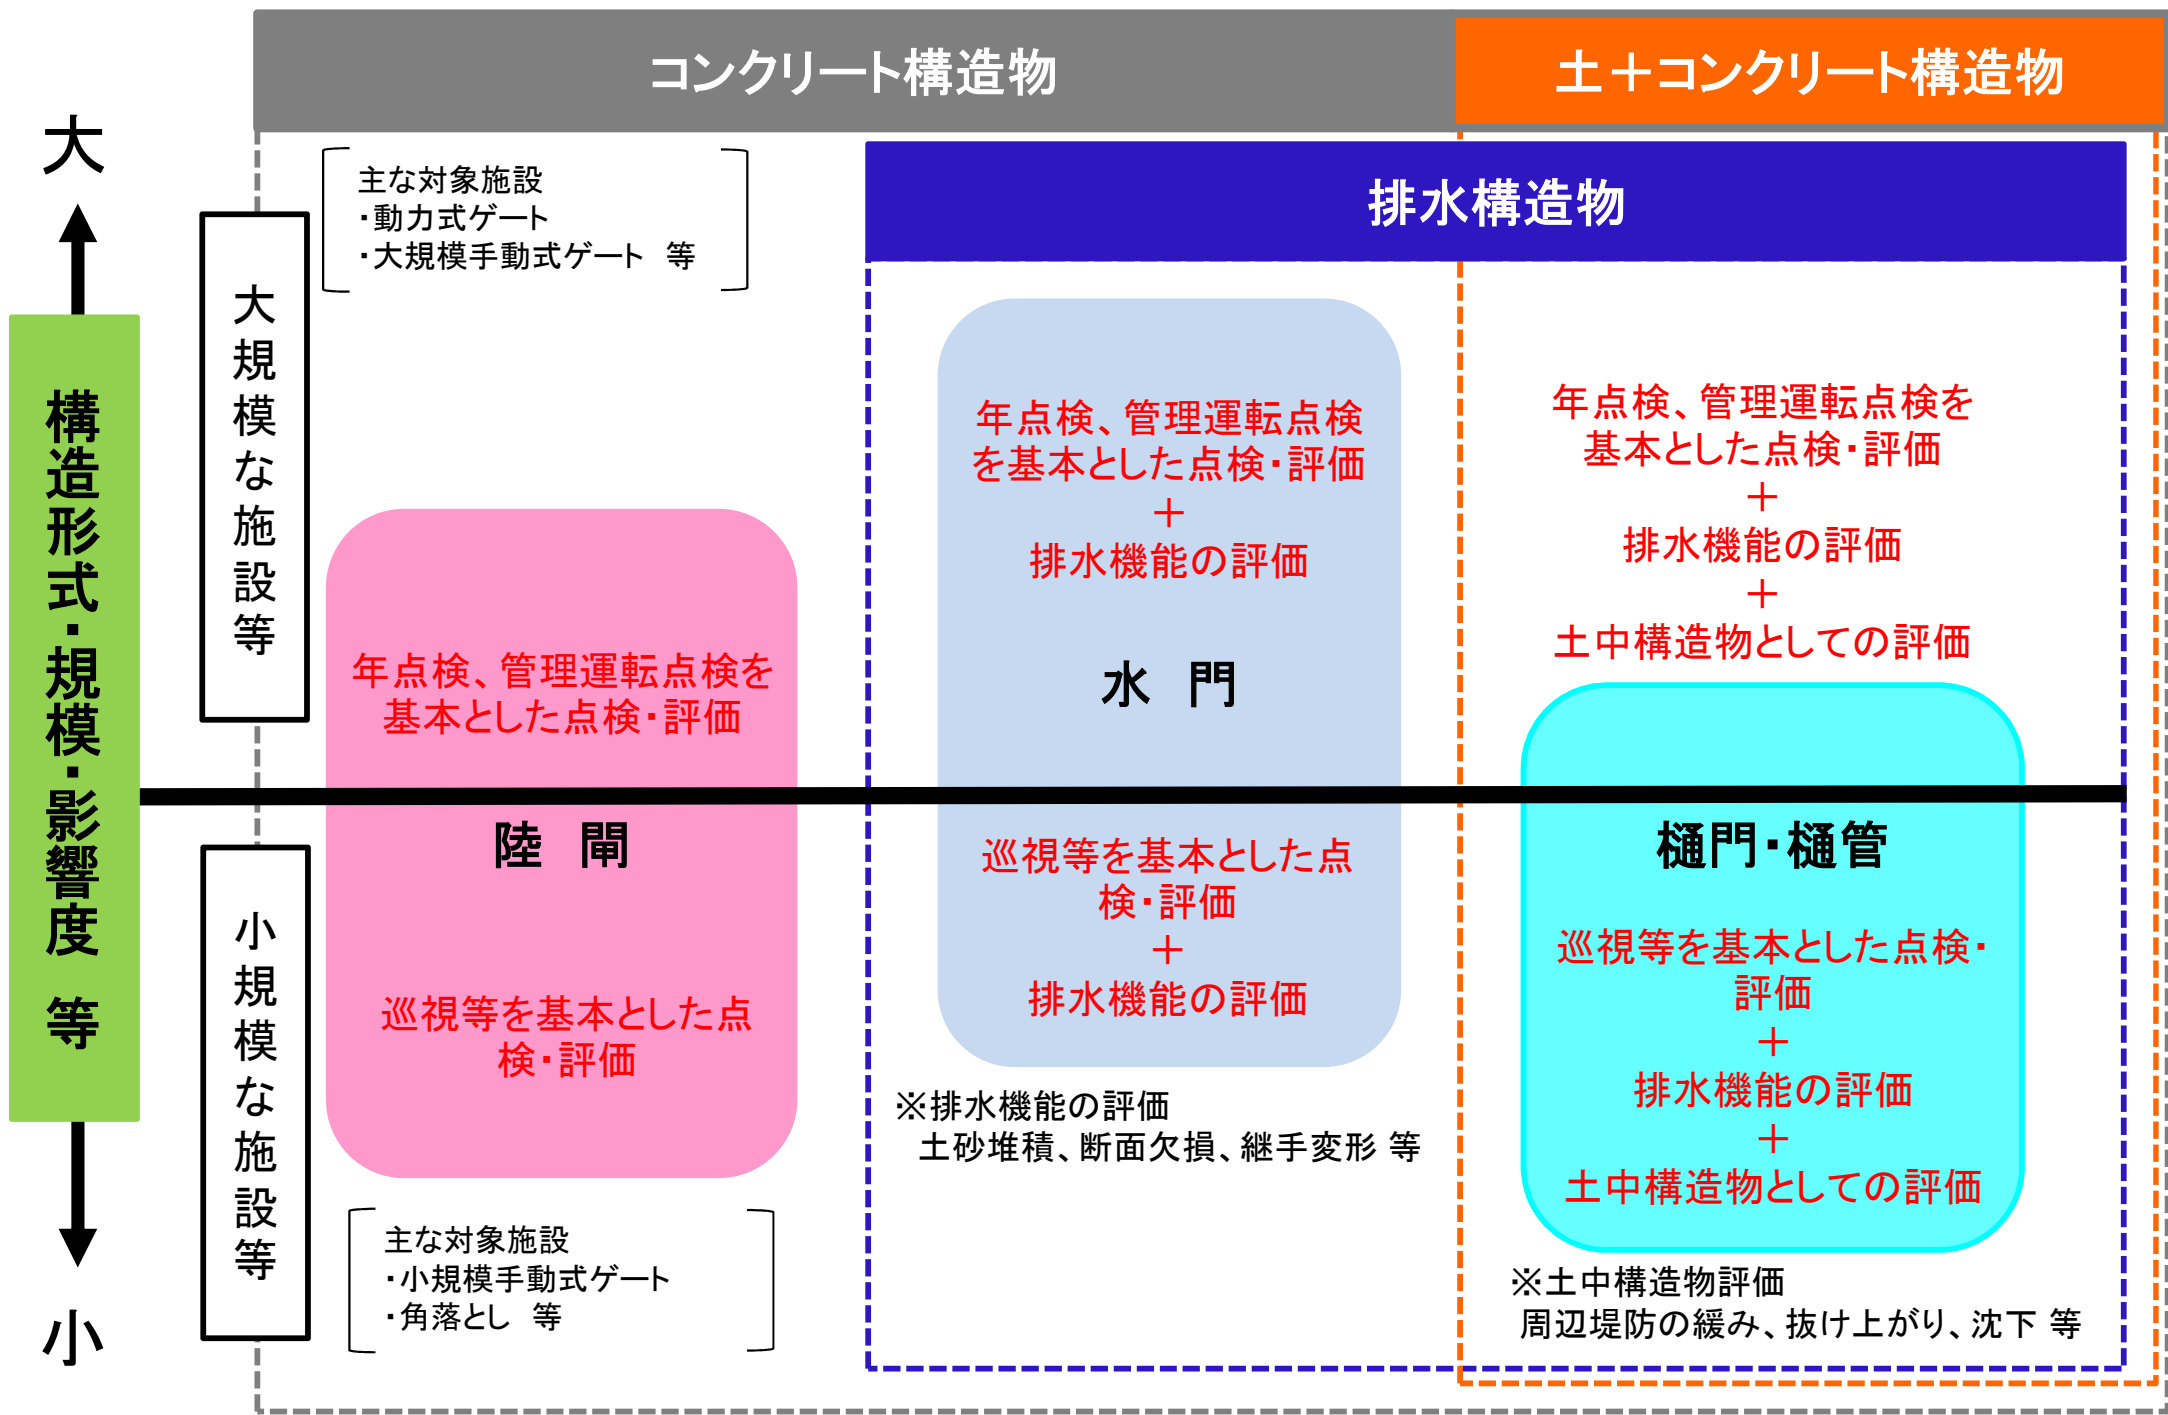 コンクリート構造物
土＋コンクリート構造物
大
構造形式・規模・影響度 等
小
大規模な施設等
小規模な施設等
主な対象施設
・動力式ゲート
・大規模手動式ゲート 等
排水構造物
年点検、管理運転点検を
基本とした点検・評価
陸 閘
巡視等を基本とした点
検・評価
主な対象施設
・小規模手動式ゲート
・角落とし 等
年点検、管理運転点検
を基本とした点検・評価
＋
排水機能の評価
水 門
巡視等を基本とした点
検・評価
＋
排水機能の評価
※排水機能の評価
土砂堆積、断面欠損、継手変形 等
年点検、管理運転点検を
基本とした点検・評価
＋
排水機能の評価
＋
土中構造物としての評価
樋門・樋管
巡視等を基本とした点検・
評価
＋
排水機能の評価
＋
土中構造物としての評価
※土中構造物評価
周辺堤防の緩み、抜け上がり、沈下 等